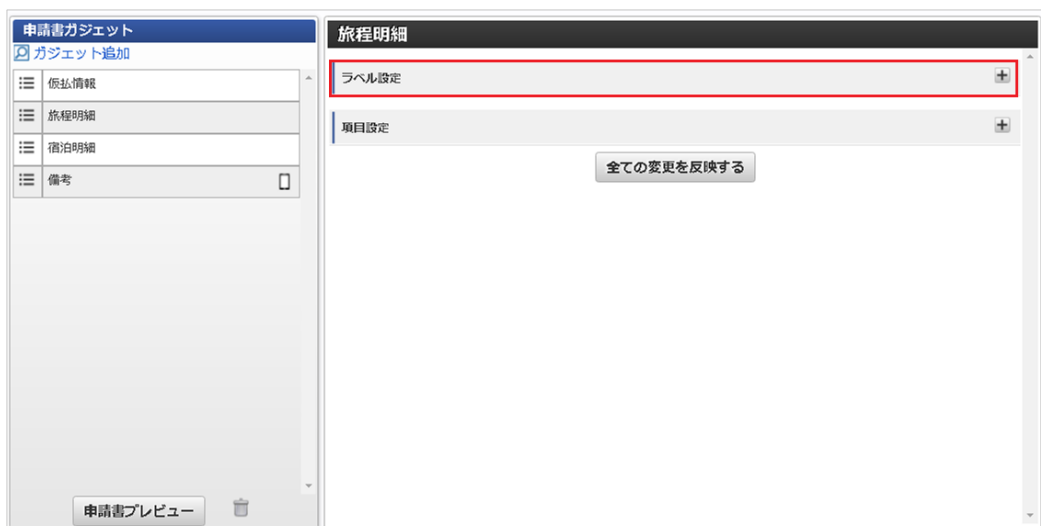 申請書ガジェット
ガジェット追加
仮払情報
旅程明細
宿泊明細
備考
申請書プレビュー
旅程明細
ラベル設定
項目設定
全ての変更を反映する